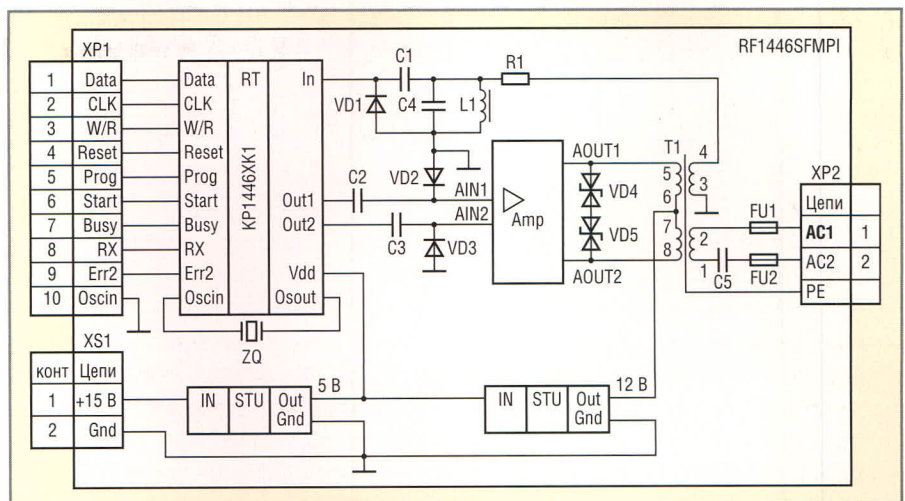 RF1446SFMPI
XP1
1 Data
2 CLK
3 W/R
4 Reset
5 Prog
6 Start
7 Busy
8 RX
9 Err2
10 Oscin
Data RT In
CLK
W/R
Reset
Prog
Start Out1
Busy Out2
RX
Err2 Vdd
Oscin Osout
КР1446ХК1
ZQ
VD1
C1
C4
L1
R1
VD2
C2
C3
VD3
AIN1
AIN2
Amp
AOUT1
AOUT2
VD4
VD5
T1
5
6
7
8
4
3
2
1
C5
FU1
FU2
XP2
Цепи
AC1 1
AC2 2
PE
XS1
конт Цепи
1 +15 В
2 Gnd
IN STU Out
Gnd
5 В
IN STU Out
Gnd
12 В